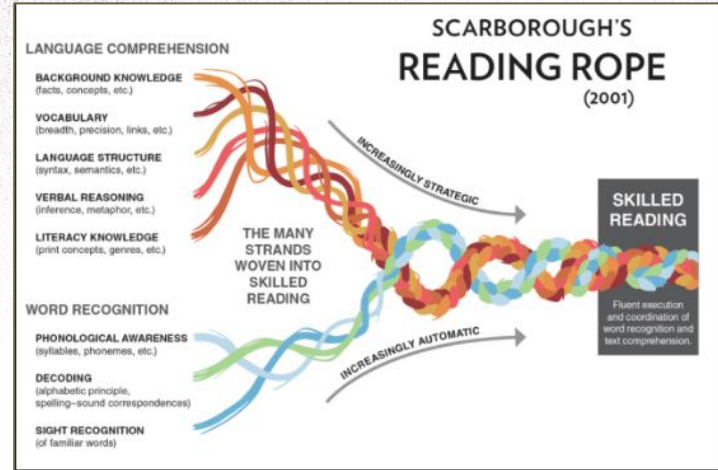 SCARBOROUGH'S
READING ROPE
(2001)
LANGUAGE COMPREHENSION
BACKGROUND KNOWLEDGE
(facts, concepts, etc.)
VOCABULARY
(breadth, precision, links, etc.)
LANGUAGE STRUCTURE
(syntax, semantics, etc.)
VERBAL REASONING
(inference, metaphor, etc.)
LITERACY KNOWLEDGE
(print concepts, genres, etc.)
THE MANY
STRANDS
WOVEN INTO
SKILLED
READING
WORD RECOGNITION
PHONOLOGICAL AWARENESS
(syllables, phonemes, etc.)
DECODING
(alphabetic principle,
spelling–sound correspondences)
SIGHT RECOGNITION
(of familiar words)
INCREASINGLY STRATEGIC
INCREASINGLY AUTOMATIC
SKILLED
READING
Fluent execution
and coordination of
word recognition and
text comprehension.